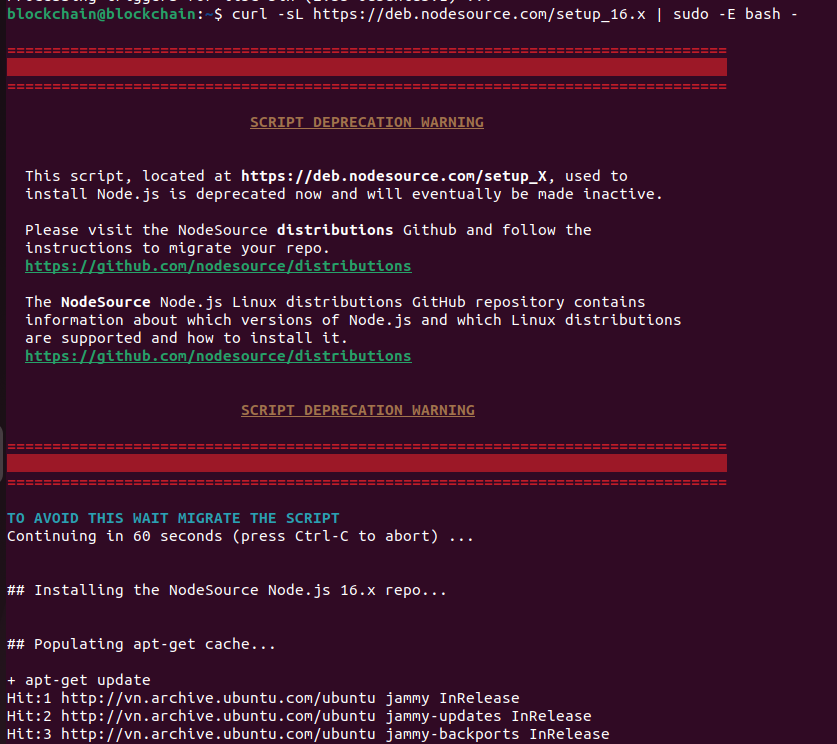 blockchain@blockchain:~$ curl -sL https://deb.nodesource.com/setup_16.x | sudo -E bash -
================================================================================
================================================================================
SCRIPT DEPRECATION WARNING
This script, located at https://deb.nodesource.com/setup_X, used to
install Node.js is deprecated now and will eventually be made inactive.
Please visit the NodeSource distributions Github and follow the
instructions to migrate your repo.
https://github.com/nodesource/distributions
The NodeSource Node.js Linux distributions GitHub repository contains
information about which versions of Node.js and which Linux distributions
are supported and how to install it.
https://github.com/nodesource/distributions
SCRIPT DEPRECATION WARNING
================================================================================
================================================================================
TO AVOID THIS WAIT MIGRATE THE SCRIPT
Continuing in 60 seconds (press Ctrl-C to abort) ...
## Installing the NodeSource Node.js 16.x repo...
## Populating apt-get cache...
+ apt-get update
Hit:1 http://vn.archive.ubuntu.com/ubuntu jammy InRelease
Hit:2 http://vn.archive.ubuntu.com/ubuntu jammy-updates InRelease
Hit:3 http://vn.archive.ubuntu.com/ubuntu jammy-backports InRelease